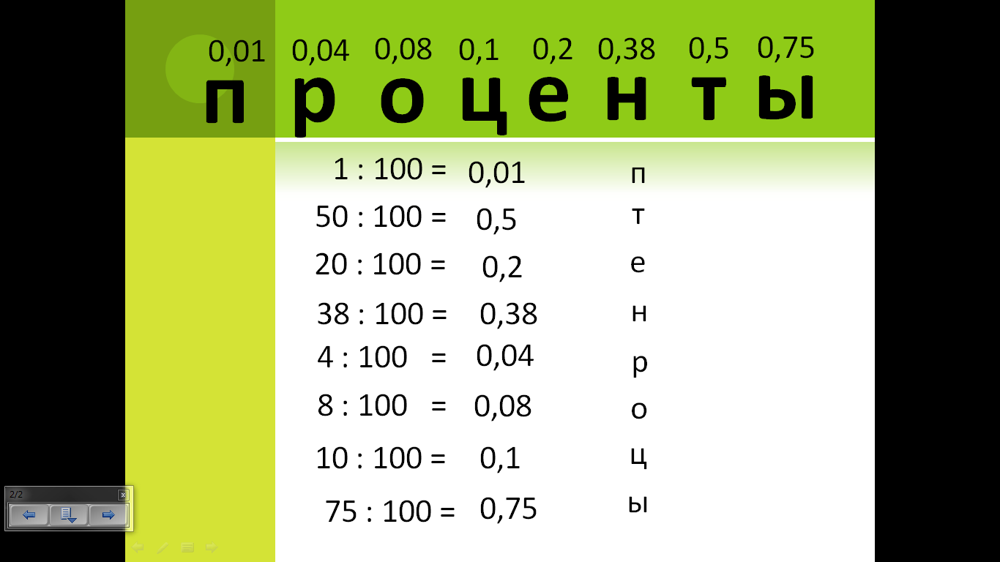 0,01 0,04 0,08 0,1 0,2 0,38 0,5 0,75
п р о ц е н т ы
1 : 100 = 0,01 п
50 : 100 = 0,5 т
20 : 100 = 0,2 е
38 : 100 = 0,38 н
4 : 100 = 0,04 р
8 : 100 = 0,08 о
10 : 100 = 0,1 ц
75 : 100 = 0,75 ы
2/2 x